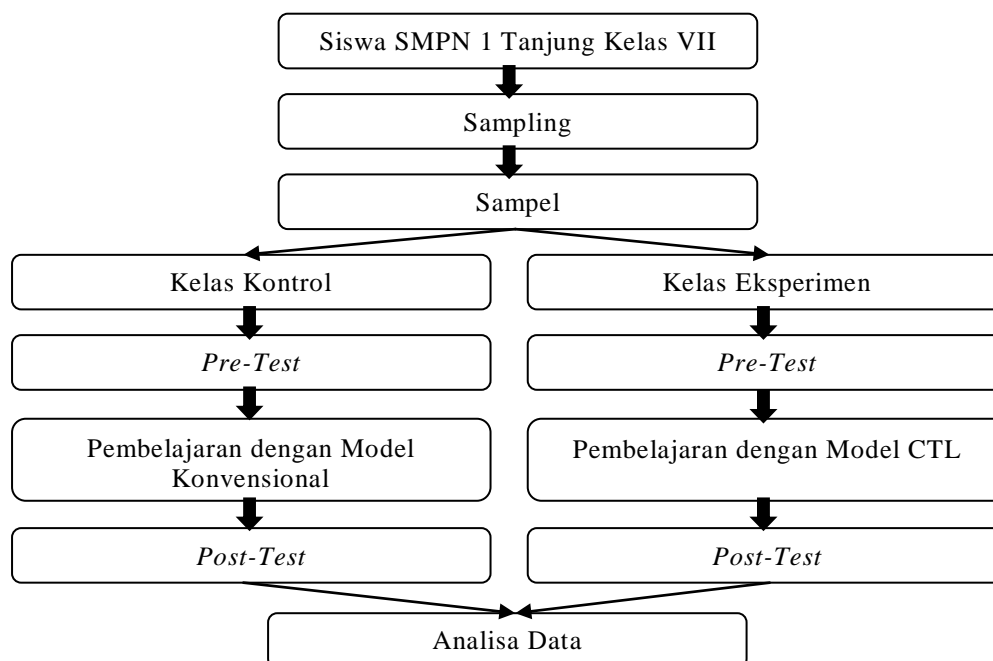 Siswa SMPN 1 Tanjung Kelas VII
Sampling
Sampel
Kelas Kontrol
Kelas Eksperimen
Pre-Test
Pre-Test
Pembelajaran dengan Model
Konvensional
Pembelajaran dengan Model CTL
Post-Test
Post-Test
Analisa Data